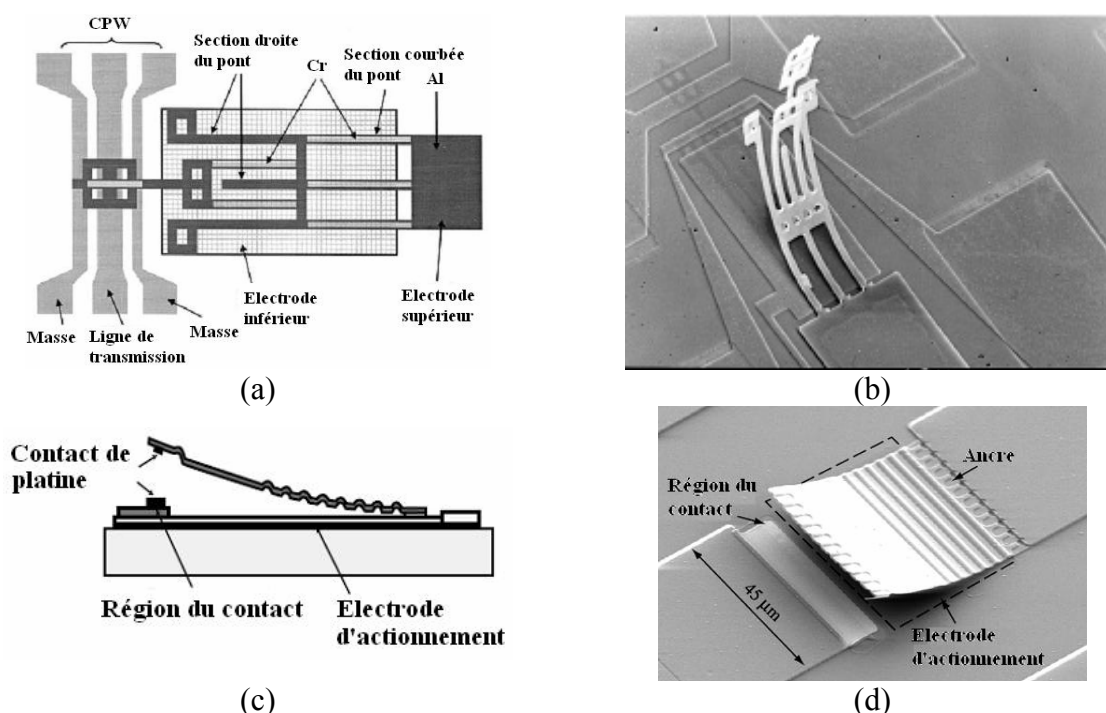 CPW
Section droite
du pont
Cr
Section courbée
du pont
Al
Electrode
inférieur
Electrode
supérieur
Masse
Ligne de
transmission
Masse
(a)
(b)
Contact de
platine
Région du contact
Electrode
d'actionnement
(c)
Région du
contact
Ancre
45 µm
Electrode
d'actionnement
(d)